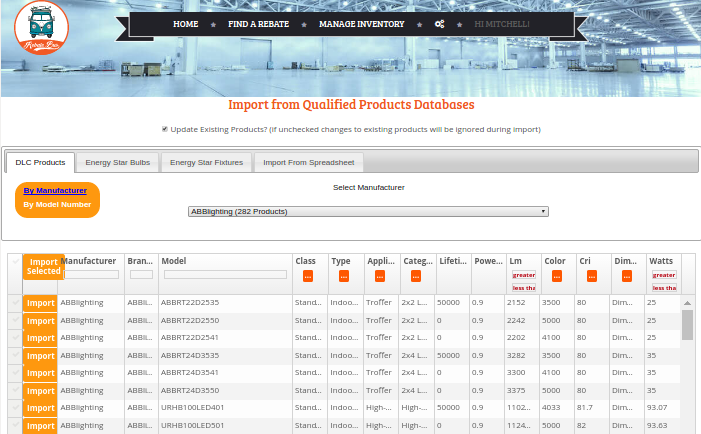 HOME ★ FIND A REBATE ★ MANAGE INVENTORY ★ ★ HI MITCHELL!
Rebate Bus
Import from Qualified Products Databases
Update Existing Products? (if unchecked changes to existing products will be ignored during import)
DLC Products Energy Star Bulbs Energy Star Fixtures Import From Spreadsheet
By Manufacturer
By Model Number
Select Manufacturer
ABBlighting (282 Products)
Import Selected Manufacturer Bran... Model Class Type Appli... Categ... Lifeti... Powe... Lm Color Cri Dim... Watts
... ... ... ... greater less tha ... ... ... greater less tha
Import ABBlighting ABBli... ABBRT22D2535 Stand... Indoo... Troffer 2x2 L... 50000 0.9 2152 3500 80 Dim... 25
Import ABBlighting ABBli... ABBRT22D2550 Stand... Indoo... Troffer 2x2 L... 0 0.9 2242 5000 80 Dim... 25
Import ABBlighting ABBli... ABBRT22D2541 Stand... Indoo... Troffer 2x2 L... 0 0.9 2202 4100 80 Dim... 25
Import ABBlighting ABBli... ABBRT24D3535 Stand... Indoo... Troffer 2x4 L... 50000 0.9 3282 3500 80 Dim... 35
Import ABBlighting ABBli... ABBRT24D3541 Stand... Indoo... Troffer 2x4 L... 0 0.9 3300 4100 80 Dim... 35
Import ABBlighting ABBli... ABBRT24D3550 Stand... Indoo... Troffer 2x4 L... 0 0.9 3375 5000 80 Dim... 35
Import ABBlighting ABBli... URHB100LED401 Stand... Indoo... High-... High-... 50000 0.9 1102... 4033 81.7 Dim... 93.07
Import ABBlighting ABBli... URHB100LED501 Stand... Indoo... High-... High-... 0 0.9 1124... 5000 82 Dim... 93.63